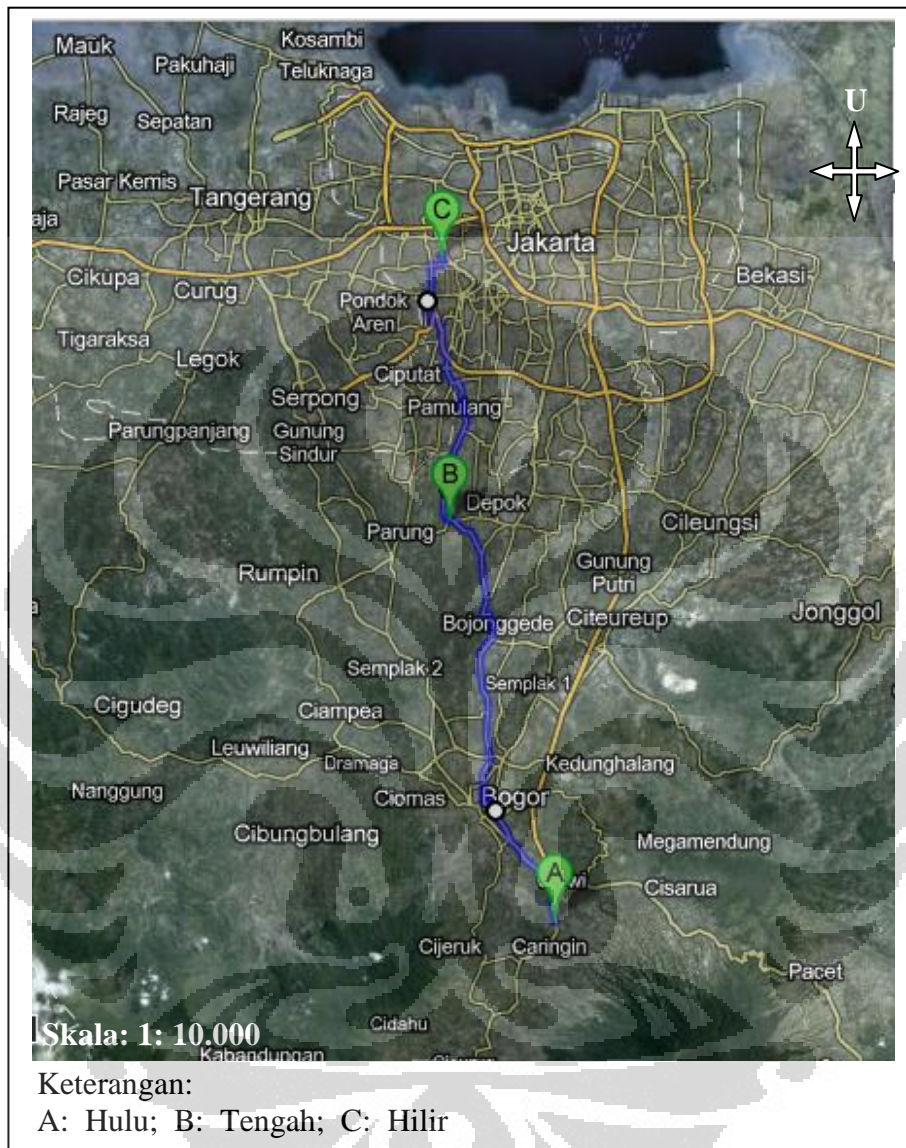 Mauk
Kosambi
Pakuhaji
Teluknaga
U
Rajeg
Sepatan
Pasar Kemis
Tangerang
C
aja
Jakarta
Cikupa
Curug
Bekasi
Pondok
Aren
Tigaraksa
Legok
Ciputat
Serpong
Pamulang
Parungpanjang
Gunung
Sindur
B
Depok
Parung
Cileungsi
Rumpin
Gunung
Putri
Bojonggede
Citeureup
Jonggol
Semplak 2
Semplak 1
Cigudeg
Ciampea
Leuwiliang
Dramaga
Kedunghalang
Nanggung
Ciomas
Bogor
Cibungbulang
Megamendung
A
wi
Cisarua
Cijeruk
Caringin
Pacet
Cidahu
Skala: 1: 10.000
Kabandungan
Keterangan:
A: Hulu; B: Tengah; C: Hilir